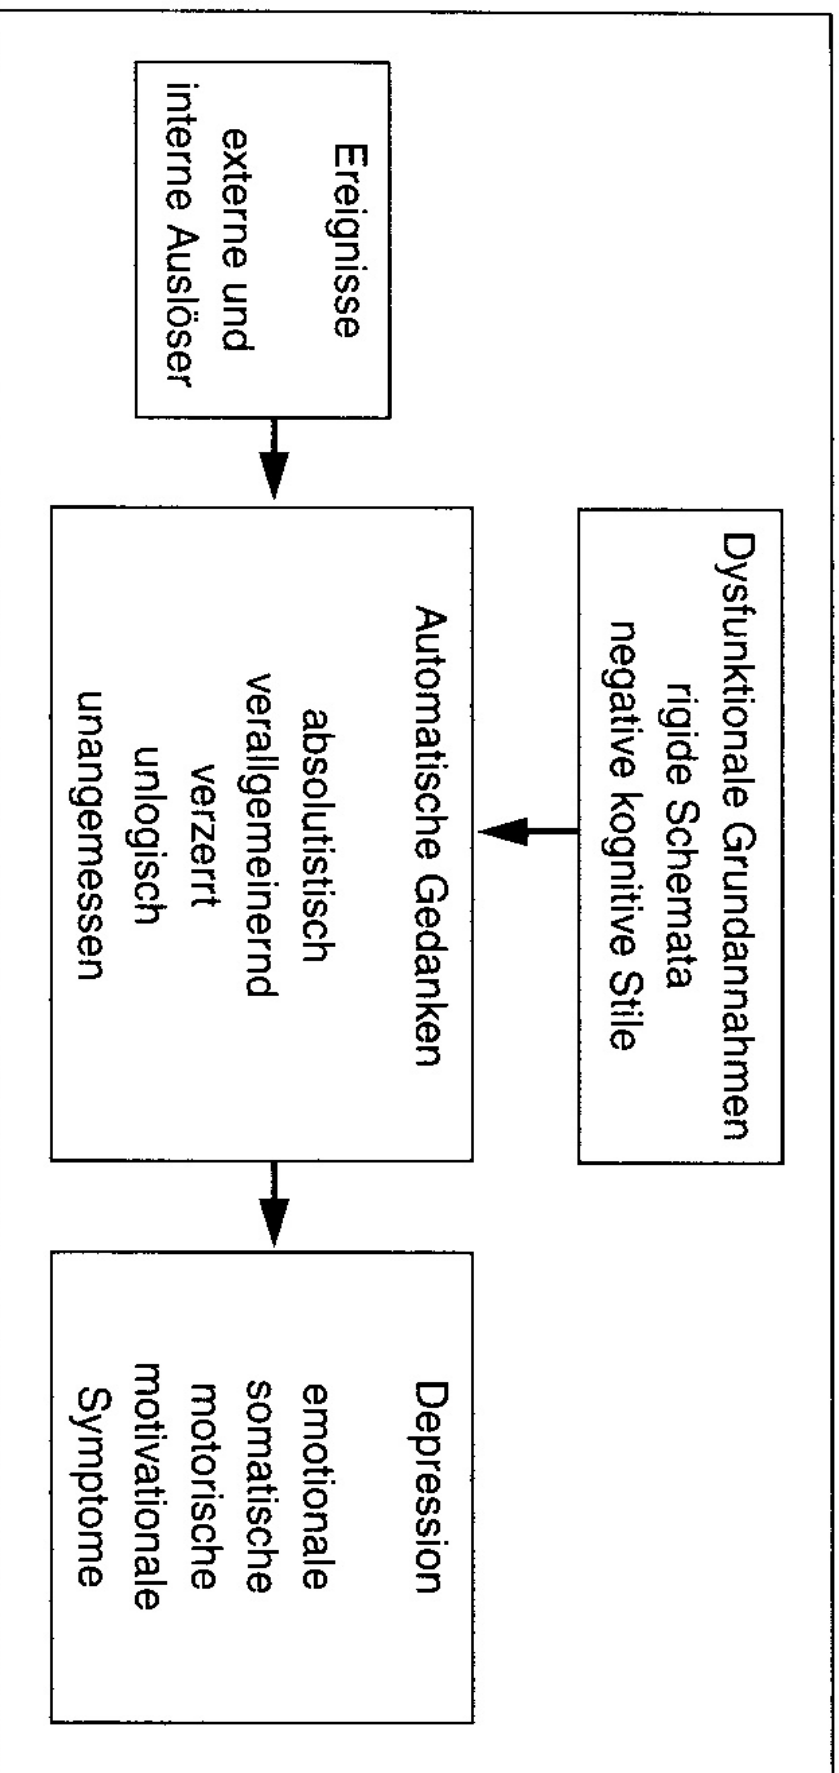 Dysfunktionale Grundannahmen
rigide Schemata
negative kognitive Stile
Ereignisse
externe und
interne Auslöser
Automatische Gedanken
absolutistisch
verallgemeinernd
verzerrt
unlogisch
unangemessen
Depression
emotionale
somatische
motorische
motivationale
Symptome